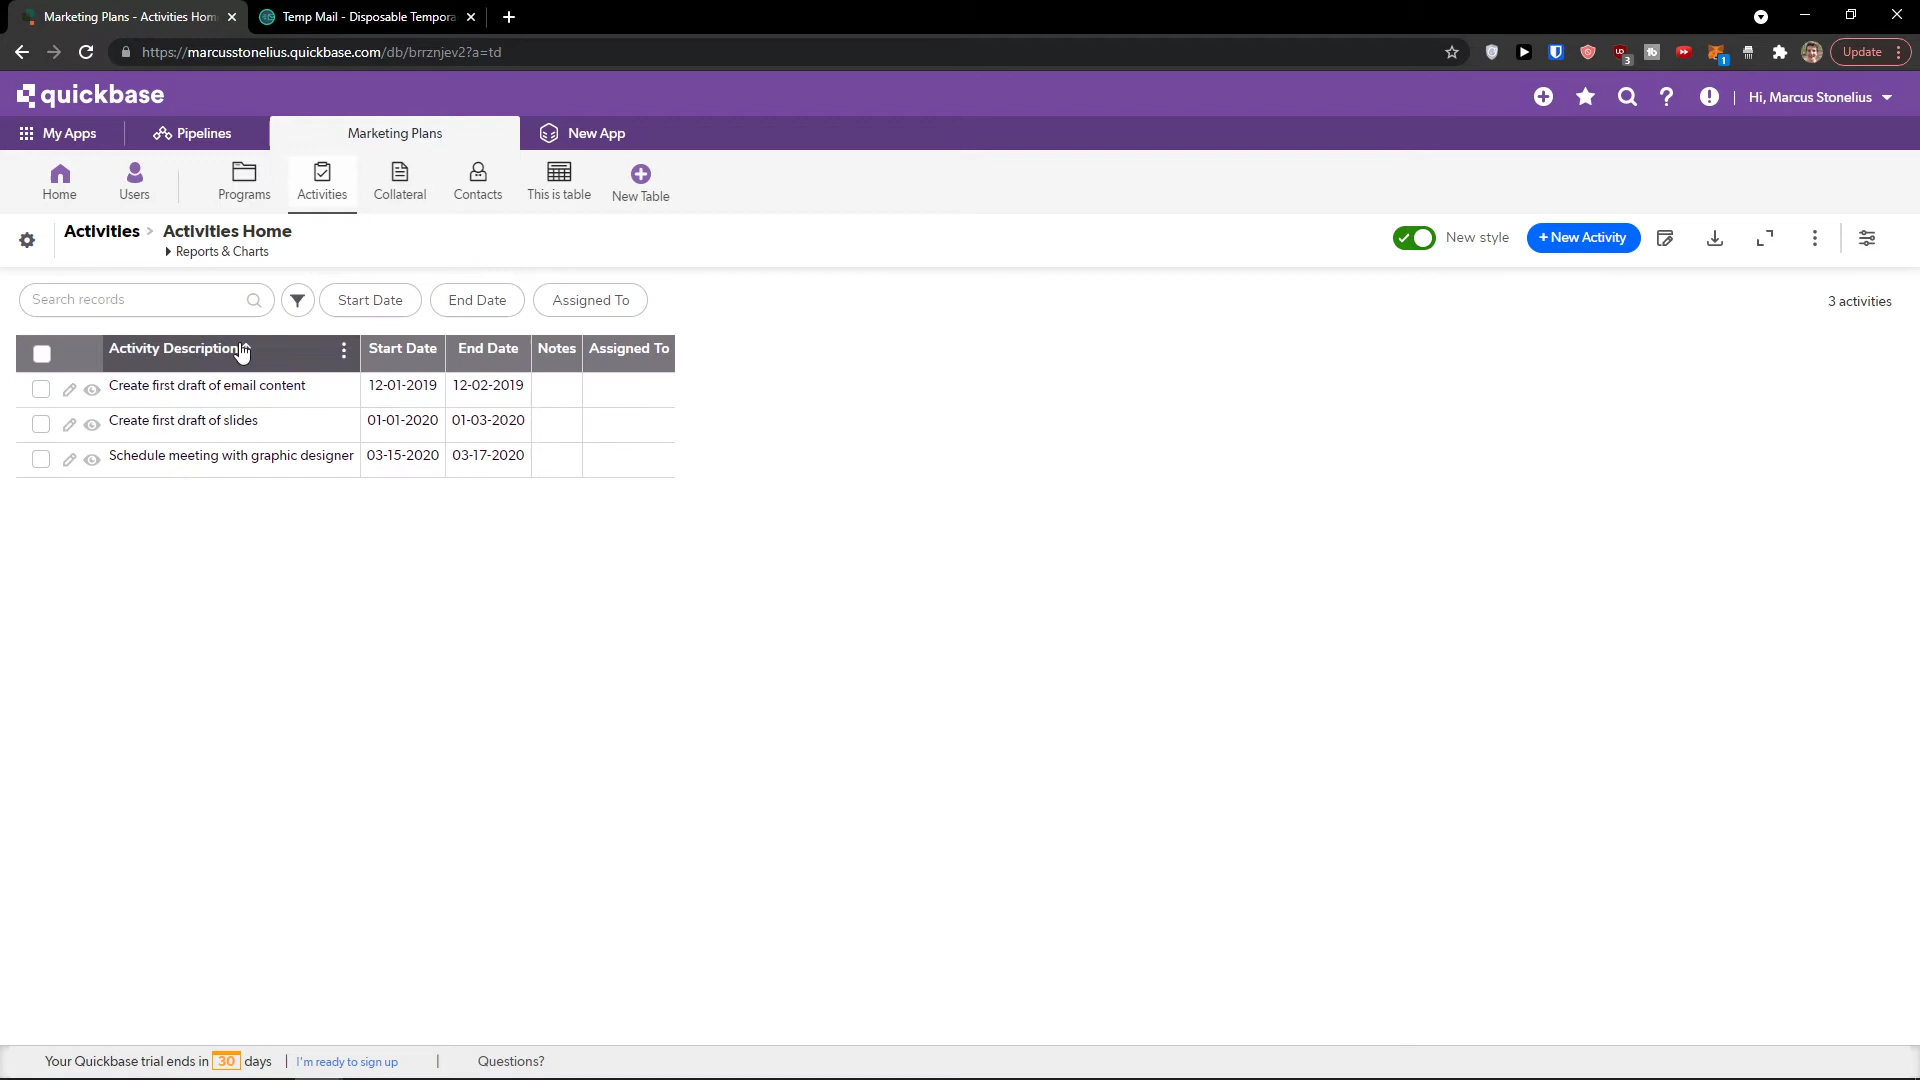 Marketing Plans - Activities Hom
Temp Mail - Disposable Tempora
https://marcusstonelius.quickbase.com/db/brrznjev2?a=td
3
1
Update
quickbase
Hi, Marcus Stonelius
My Apps
Pipelines
Marketing Plans
New App
Home
Users
Programs
Activities
Collateral
Contacts
This is table
New Table
Activities > Activities Home
Reports & Charts
New style
+ New Activity
Search records
Start Date
End Date
Assigned To
3 activities
Activity Description Start Date End Date Notes Assigned To
Create first draft of email content 12-01-2019 12-02-2019
Create first draft of slides 01-01-2020 01-03-2020
Schedule meeting with graphic designer 03-15-2020 03-17-2020
Your Quickbase trial ends in 30 days | I'm ready to sign up | Questions?